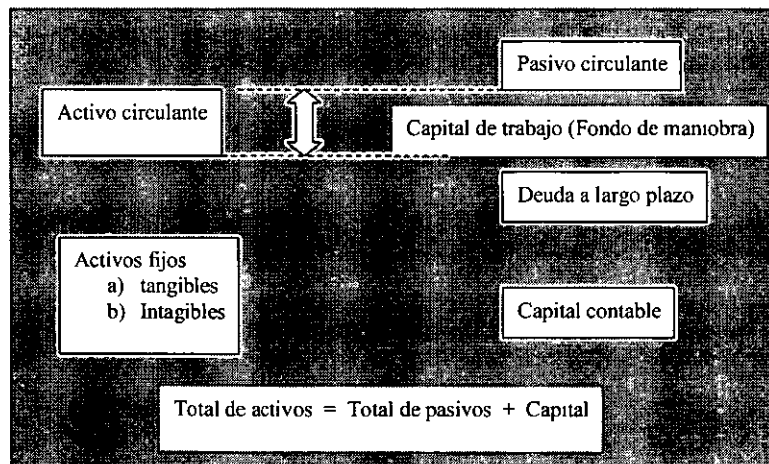 Pasivo circulante
Activo circulante
Capital de trabajo (Fondo de maniobra)
Deuda a largo plazo
Activos fijos
a) tangibles
b) Intagibles
Capital contable
Total de activos = Total de pasivos + Capital